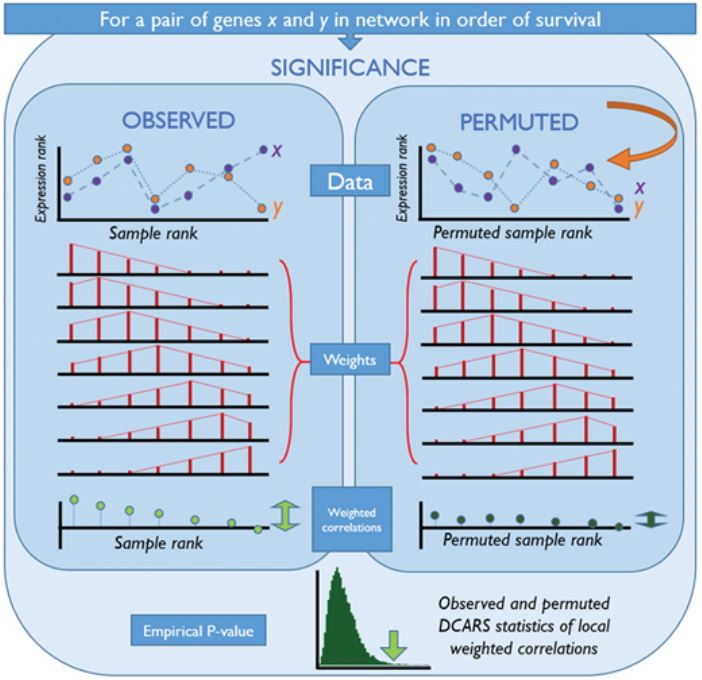 For a pair of genes x and y in network in order of survival
SIGNIFICANCE
OBSERVED
Expression rank
x
y
Sample rank
Data
PERMUTED
Expression rank
x
y
Permuted sample rank
Weights
Weighted
correlations
Sample rank
Permuted sample rank
Empirical P-value
Observed and permuted
DCARS statistics of local
weighted correlations